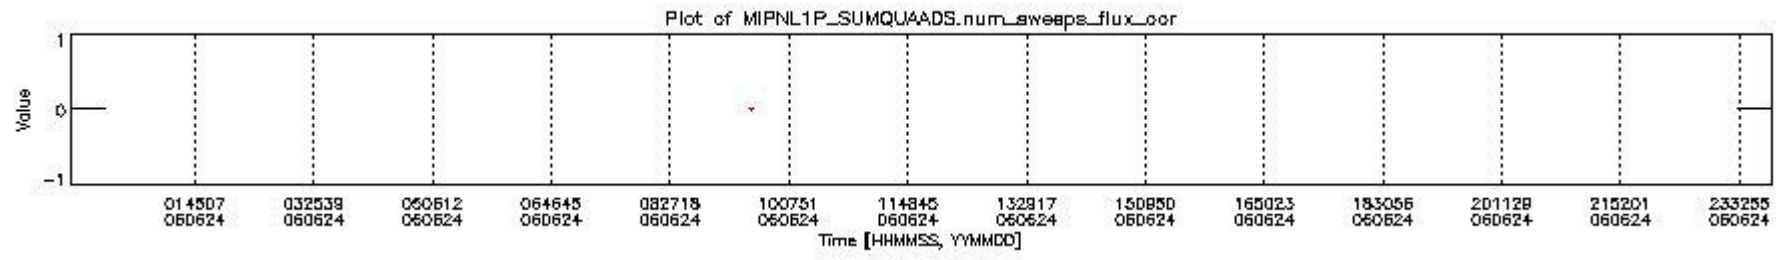 Plot of MIPNL1P_SUMQUAADS.num_sweeps_flux_cor
1
Value
0
-1
014507 032539 050612 064645 082718 100751 114845 132917 150950 165023 183056 201129 215201 233255
060624 060624 060624 060624 060624 060624 060624 060624 060624 060624 060624 060624 060624 060624
Time [HHMMSS, YYMMDD]